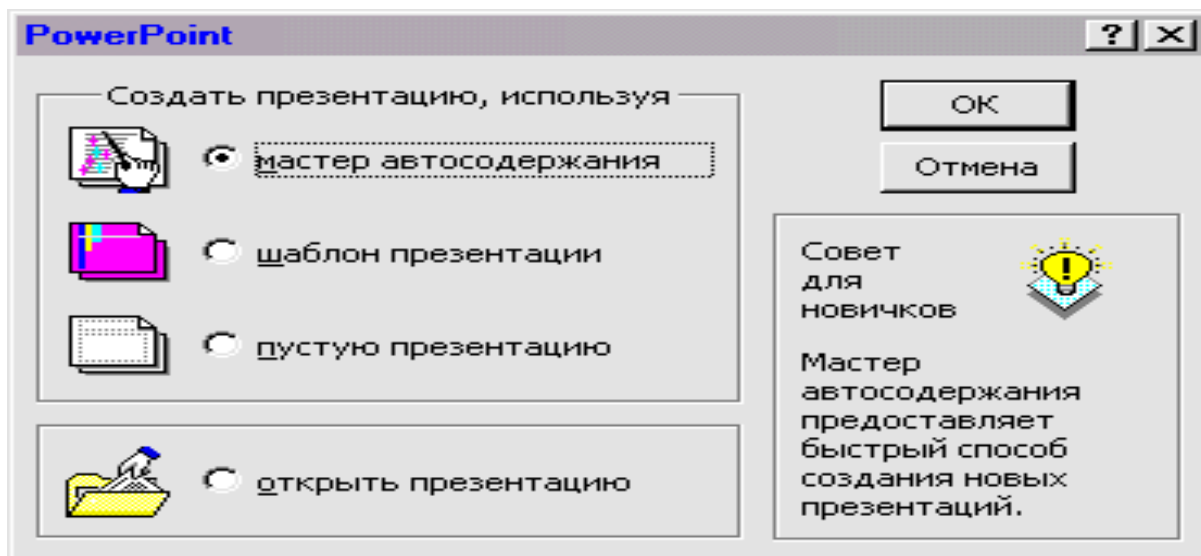 PowerPoint
Создать презентацию, используя
мастер автосодержания
шаблон презентации
пустую презентацию
открыть презентацию
ОК
Отмена
Совет
для
новичков
Мастер
автосодержания
предоставляет
быстрый способ
создания новых
презентаций.